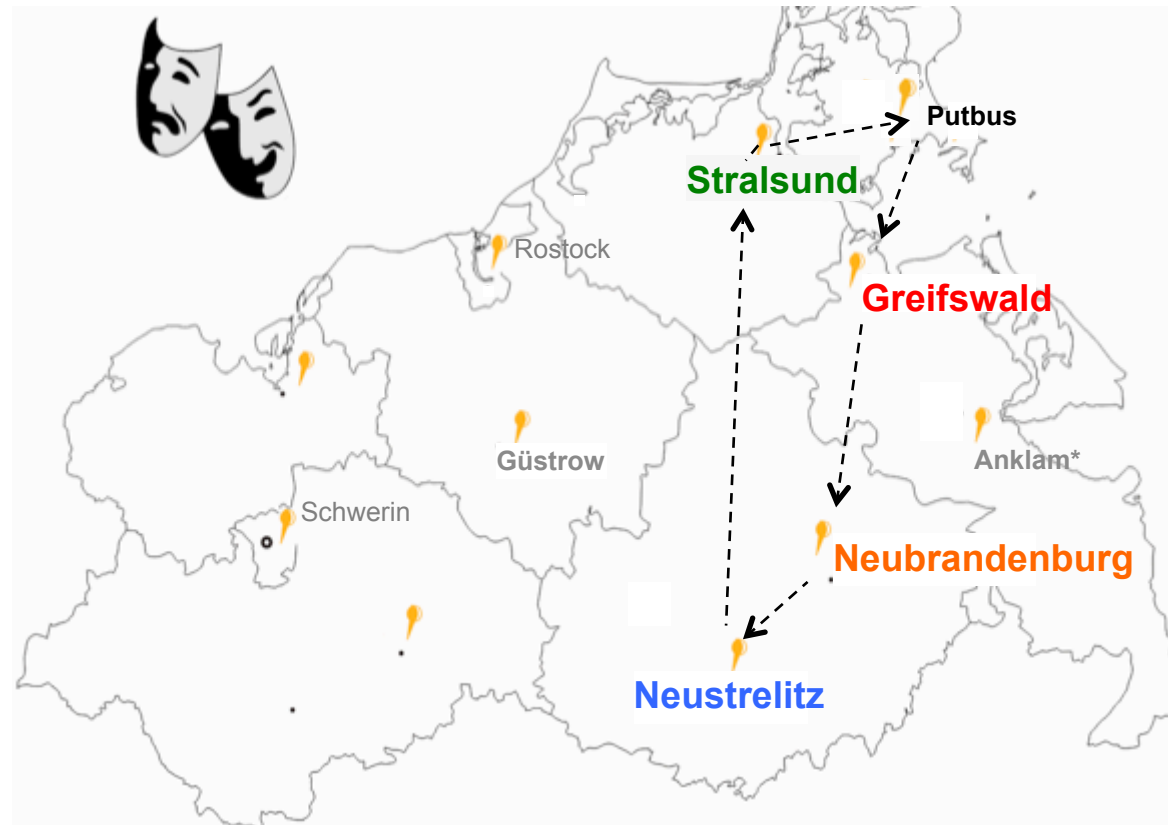 Putbus
Stralsund
Rostock
Greifswald
Güstrow
Anklam*
Schwerin
Neubrandenburg
Neustrelitz